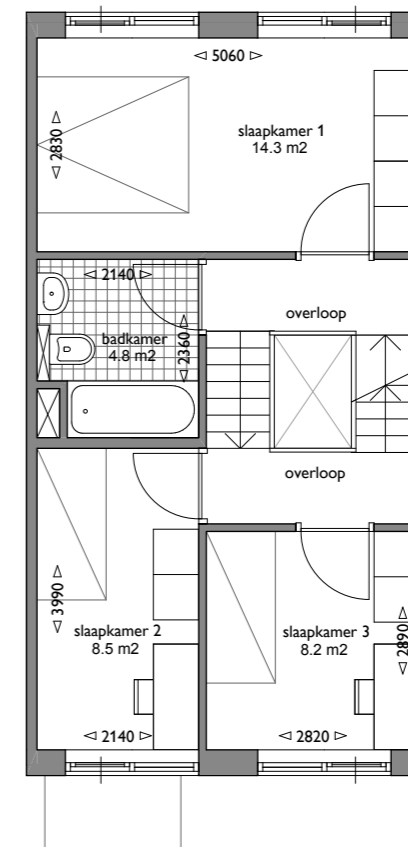 5060
2830
slaapkamer 1
14.3 m2
2140
overloop
badkamer
4.8 m2
2360
overloop
3990
slaapkamer 2
8.5 m2
slaapkamer 3
8.2 m2
2890
2140
2820